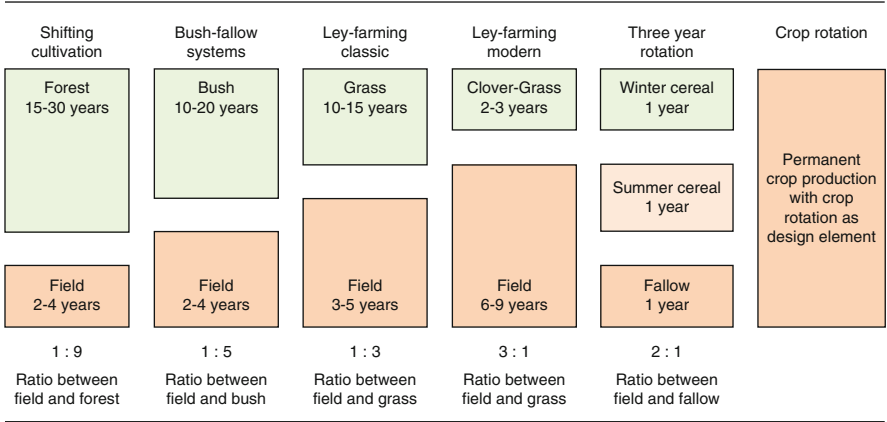 Shifting
cultivation
Forest
15-30 years
Field
2-4 years
1 : 9
Ratio between
field and forest
Bush-fallow
systems
Bush
10-20 years
Field
2-4 years
1 : 5
Ratio between
field and bush
Ley-farming
classic
Grass
10-15 years
Field
3-5 years
1 : 3
Ratio between
field and grass
Ley-farming
modern
Clover-Grass
2-3 years
Field
6-9 years
3 : 1
Ratio between
field and grass
Three year
rotation
Winter cereal
1 year
Summer cereal
1 year
Fallow
1 year
2 : 1
Ratio between
field and fallow
Crop rotation
Permanent
crop production
with crop
rotation as
design element